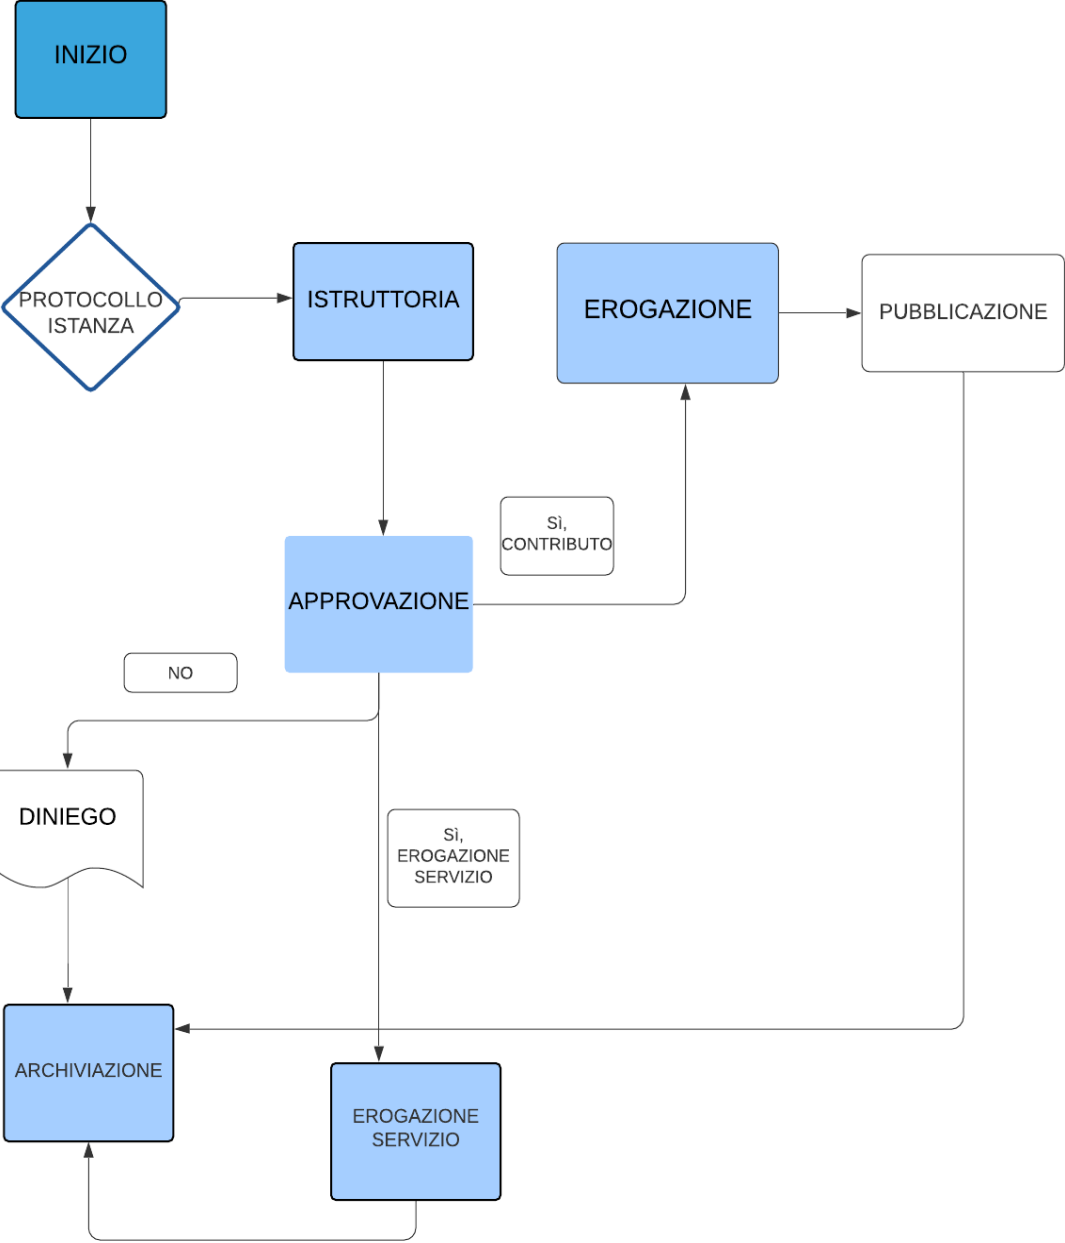 INIZIO
PROTOCOLLO
ISTANZA
ISTRUTTORIA
EROGAZIONE
PUBBLICAZIONE
Sì,
CONTRIBUTO
APPROVAZIONE
NO
DINIEGO
Sì,
EROGAZIONE
SERVIZIO
ARCHIVIAZIONE
EROGAZIONE
SERVIZIO